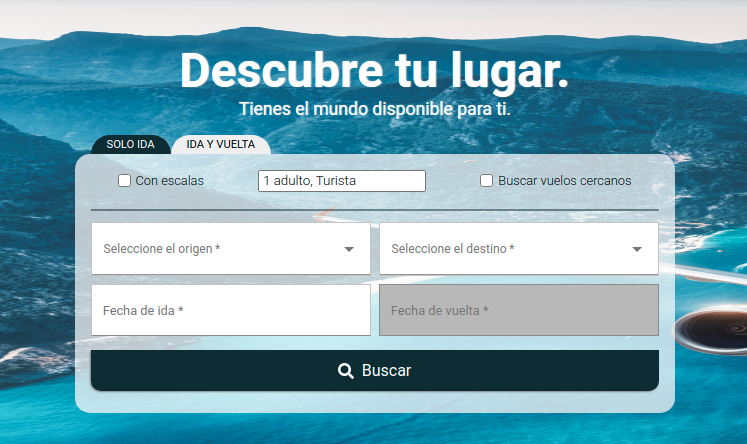 Descubre tu lugar.
Tienes el mundo disponible para ti.
SOLO IDA IDA Y VUELTA
Con escalas 1 adulto, Turista Buscar vuelos cercanos
Seleccione el origen * Seleccione el destino *
Fecha de ida * Fecha de vuelta *
Buscar